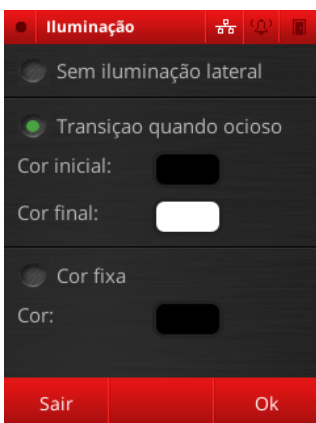 Iluminação
Sem iluminação lateral
Transiçao quando ocioso
Cor inicial:
Cor final:
Cor fixa
Cor:
Sair
Ok